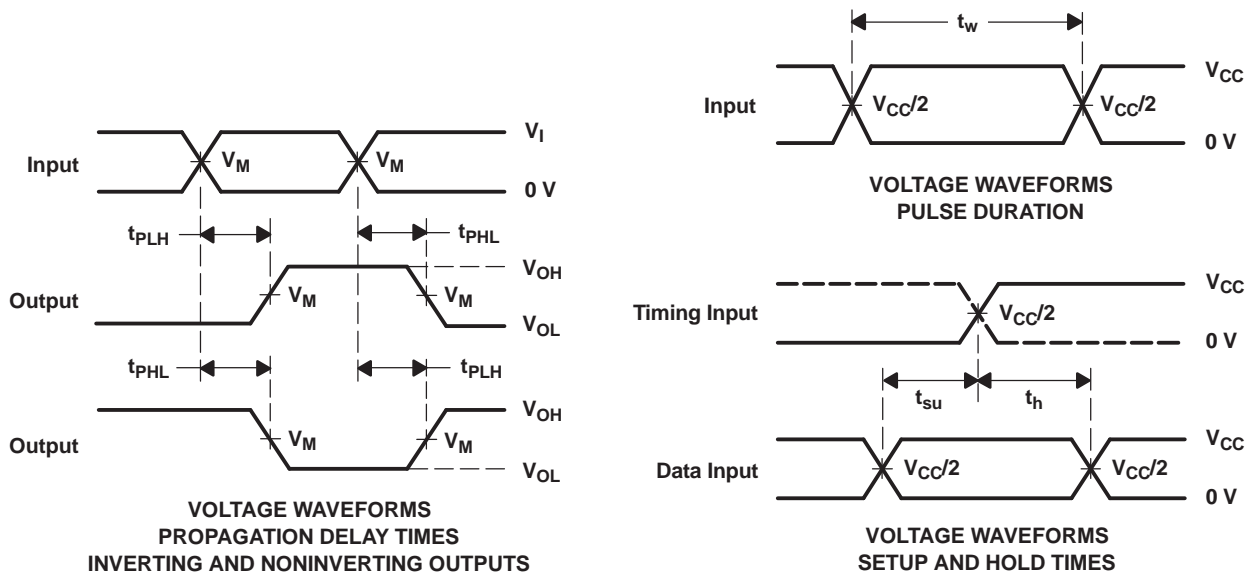 Input
V_M
V_M
V_I
0 V
t_PLH
t_PHL
Output
V_M
V_M
V_OH
V_OL
t_PHL
t_PLH
Output
V_M
V_M
V_OH
V_OL
VOLTAGE WAVEFORMS
PROPAGATION DELAY TIMES
INVERTING AND NONINVERTING OUTPUTS
t_w
Input
V_CC/2
V_CC/2
V_CC
0 V
VOLTAGE WAVEFORMS
PULSE DURATION
Timing Input
V_CC/2
V_CC
0 V
t_su
t_h
Data Input
V_CC/2
V_CC/2
V_CC
0 V
VOLTAGE WAVEFORMS
SETUP AND HOLD TIMES